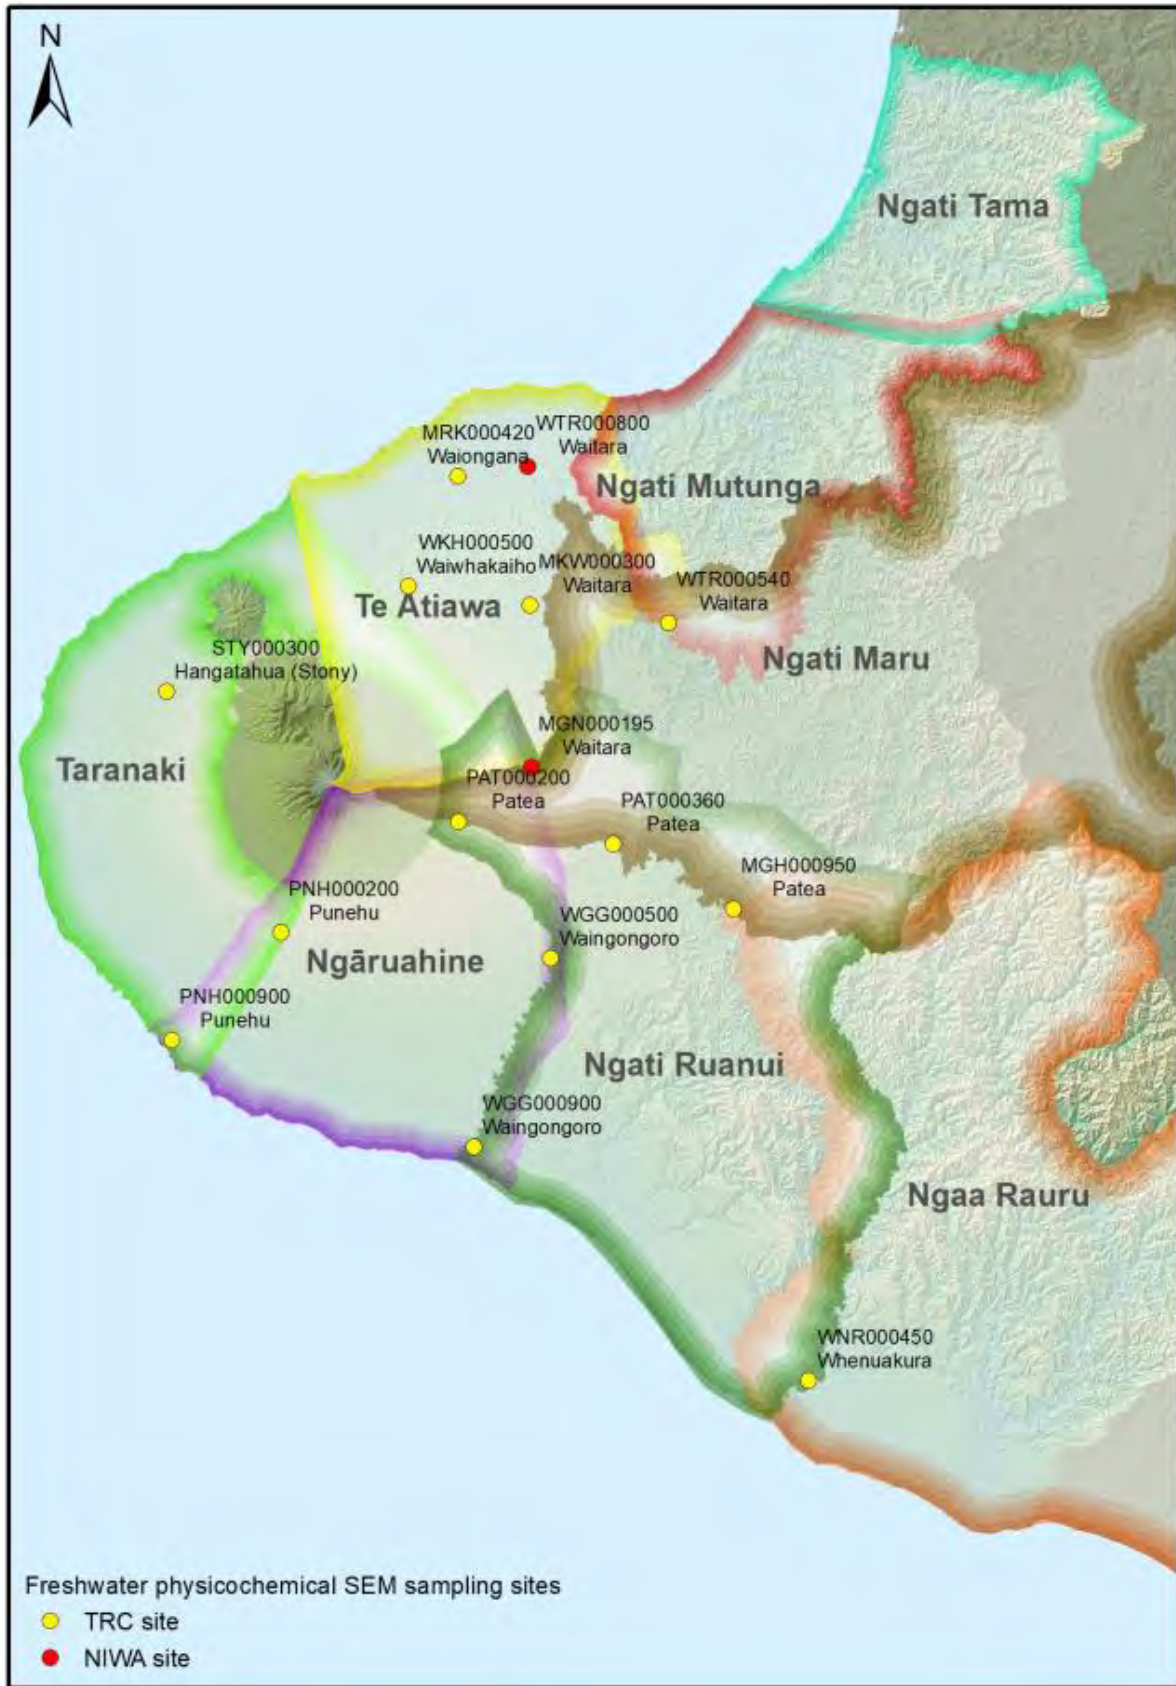 N
Ngati Tama
WTR000800
Waitara
MRK000420
Waiongana
Ngati Mutunga
WKH000500
Waiwhakaiho
MKW000300
Waitara
WTR000540
Waitara
Te Atiawa
STY000300
Hangatahua (Stony)
Ngati Maru
MGN000195
Waitara
Taranaki
PAT000200
Patea
PAT000360
Patea
MGH000950
Patea
PNH000200
Punehu
WGG000500
Waingongoro
Ngāruahine
PNH000900
Punehu
Ngati Ruanui
WGG000900
Waingongoro
Ngaa Rauru
WNR000450
Whenuakura
Freshwater physicochemical SEM sampling sites
TRC site
NIWA site